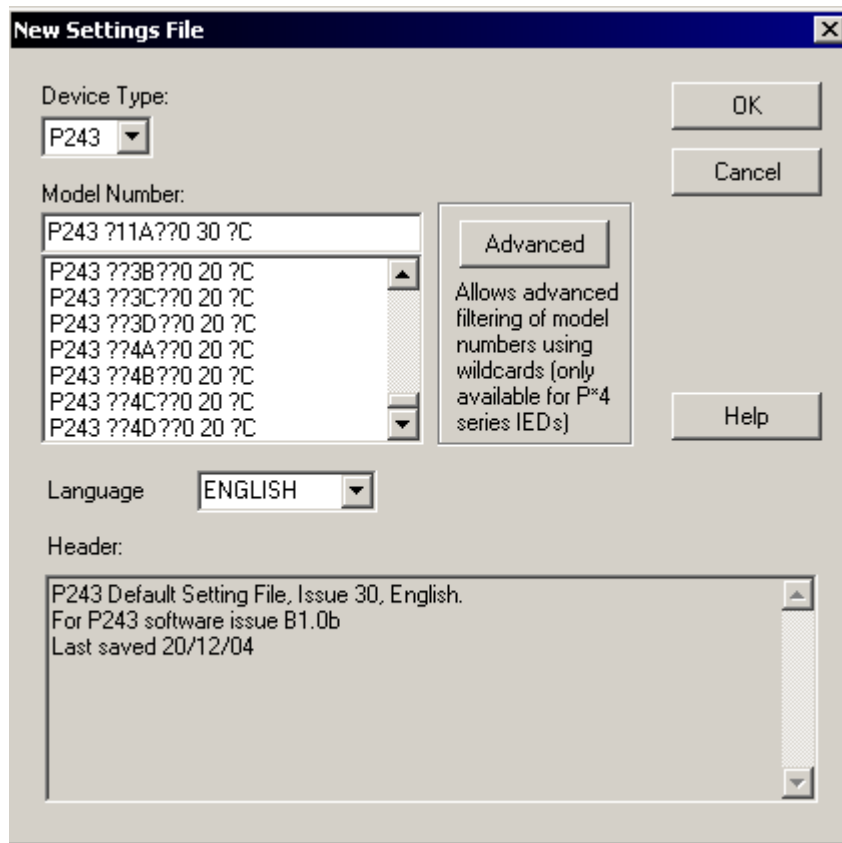 New Settings File
Device Type:
P243
OK
Cancel
Model Number:
P243 ?11A??0 30 ?C
P243 ??3B??0 20 ?C
P243 ??3C??0 20 ?C
P243 ??3D??0 20 ?C
P243 ??4A??0 20 ?C
P243 ??4B??0 20 ?C
P243 ??4C??0 20 ?C
P243 ??4D??0 20 ?C
Advanced
Allows advanced
filtering of model
numbers using
wildcards (only
available for P*4
series IEDs)
Help
Language
ENGLISH
Header:
P243 Default Setting File, Issue 30, English.
For P243 software issue B1.0b
Last saved 20/12/04